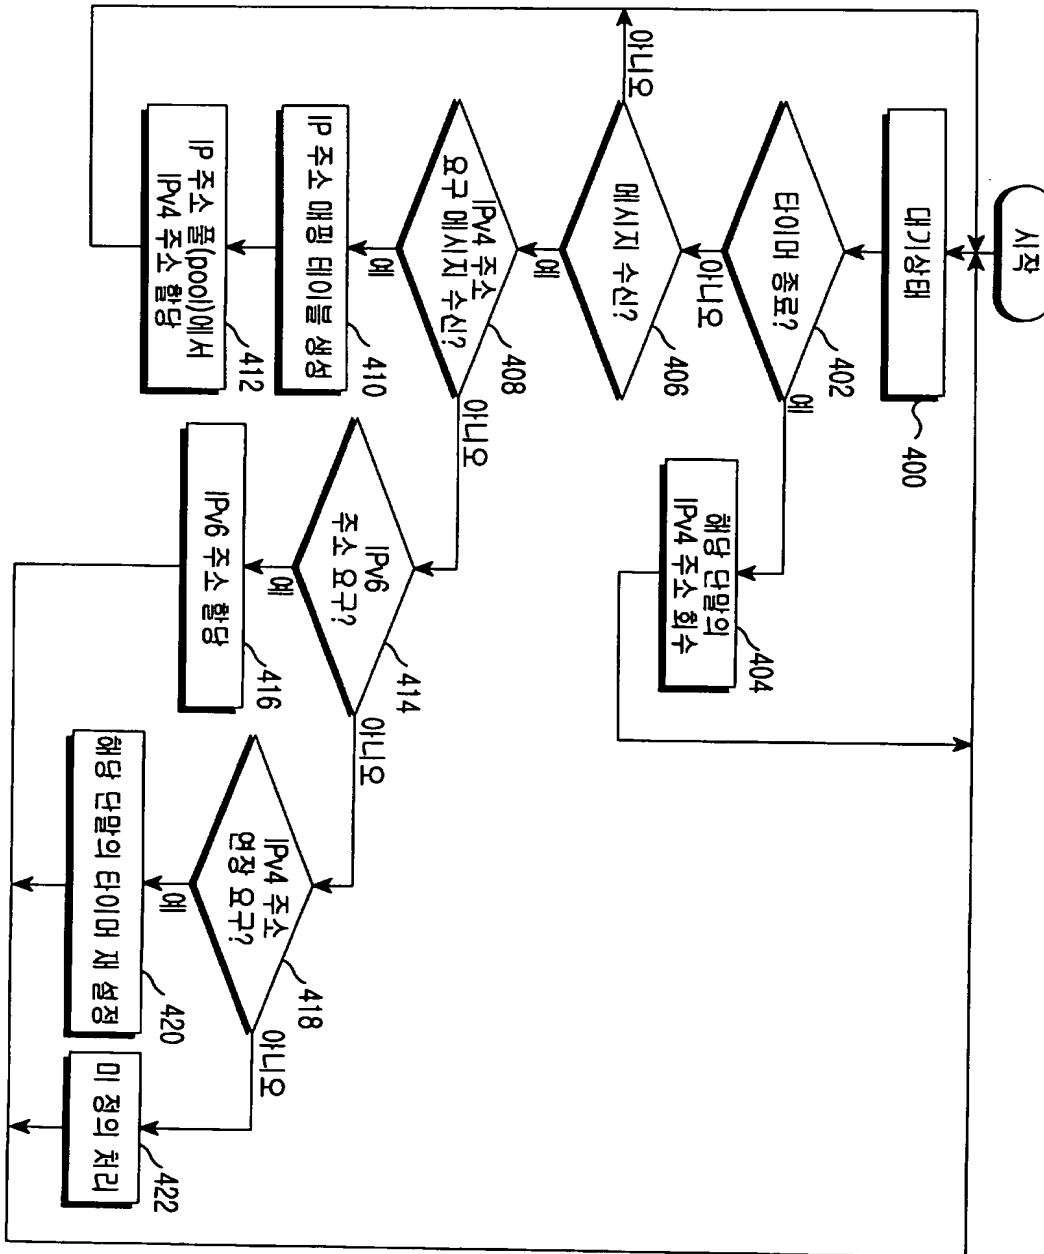 시작
대기상태
400
타이머 종료?
402
예
아니오
해당 단말의
IPv4 주소 회수
404
메시지 수신?
406
아니오
예
IPv4 주소
요구 메시지 수신?
408
아니오
예
IP 주소 매핑 테이블 생성
410
IP 주소 풀(pool)에서
IPv4 주소 할당
412
IPv6
주소 요구?
414
아니오
예
IPv6 주소 할당
416
IPv4 주소
연장 요구?
418
아니오
예
해당 단말의 타이머 재 설정
420
미 정의 처리
422